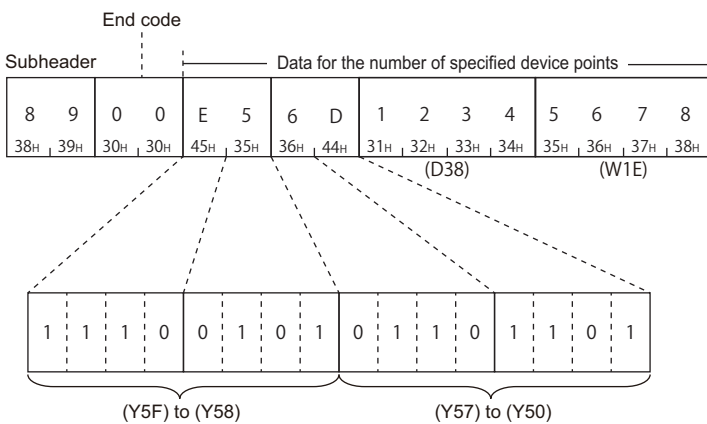 End code
Subheader Data for the number of specified device points
8 9 0 0 E 5 6 D 1 2 3 4 5 6 7 8
38H 39H 30H 30H 45H 35H 36H 44H 31H 32H 33H 34H 35H 36H 37H 38H
(D38) (W1E)
1 1 1 0 0 1 0 1 0 1 1 0 1 1 0 1
(Y5F) to (Y58) (Y57) to (Y50)